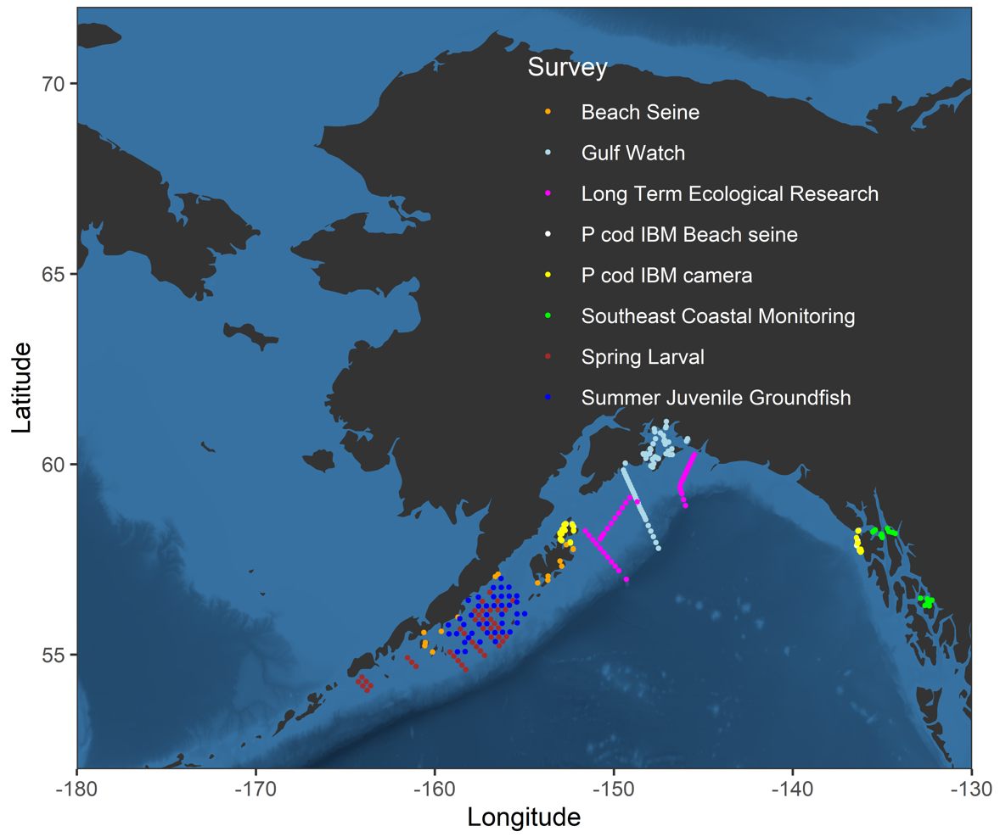 Survey
Beach Seine
Gulf Watch
Long Term Ecological Research
P cod IBM Beach seine
P cod IBM camera
Southeast Coastal Monitoring
Spring Larval
Summer Juvenile Groundfish
70
65
60
55
Latitude
-180
-170
-160
-150
-140
-130
Longitude